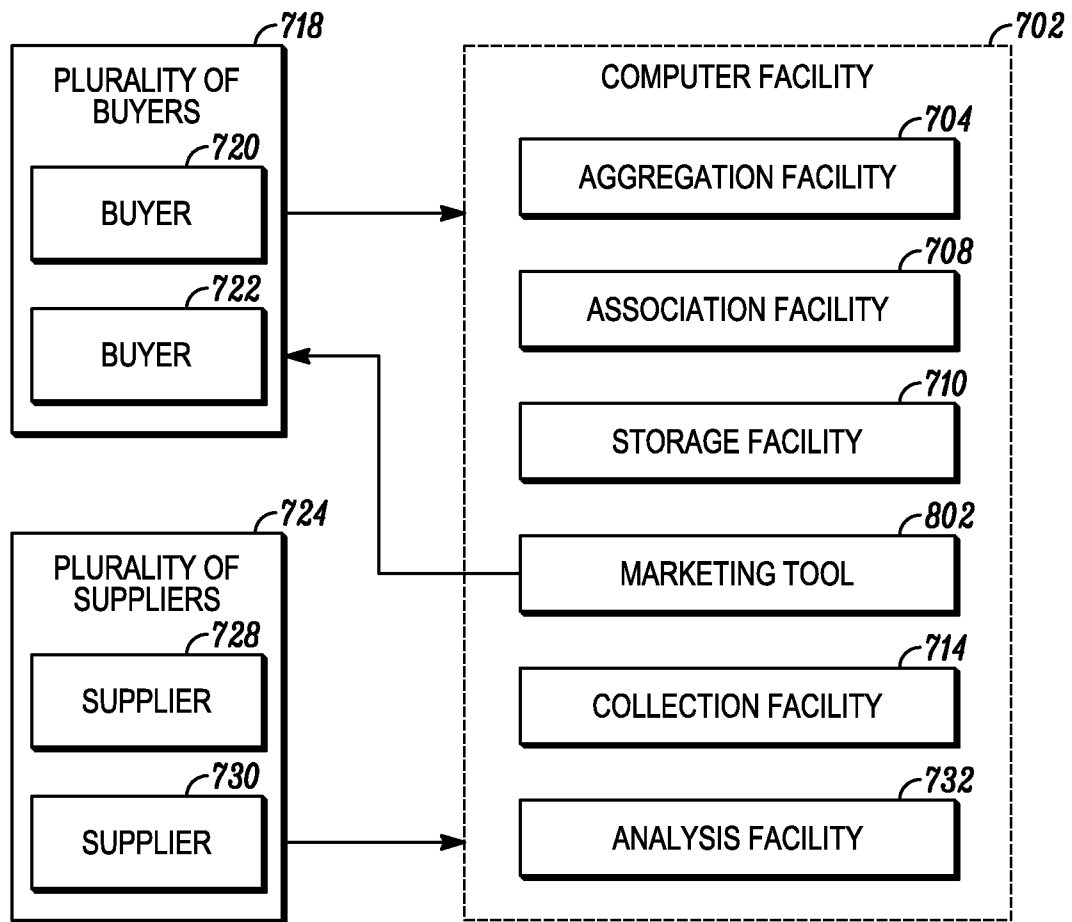 718
PLURALITY OF
BUYERS
720
BUYER
722
BUYER
724
PLURALITY OF
SUPPLIERS
728
SUPPLIER
730
SUPPLIER
702
COMPUTER FACILITY
704
AGGREGATION FACILITY
708
ASSOCIATION FACILITY
710
STORAGE FACILITY
802
MARKETING TOOL
714
COLLECTION FACILITY
732
ANALYSIS FACILITY